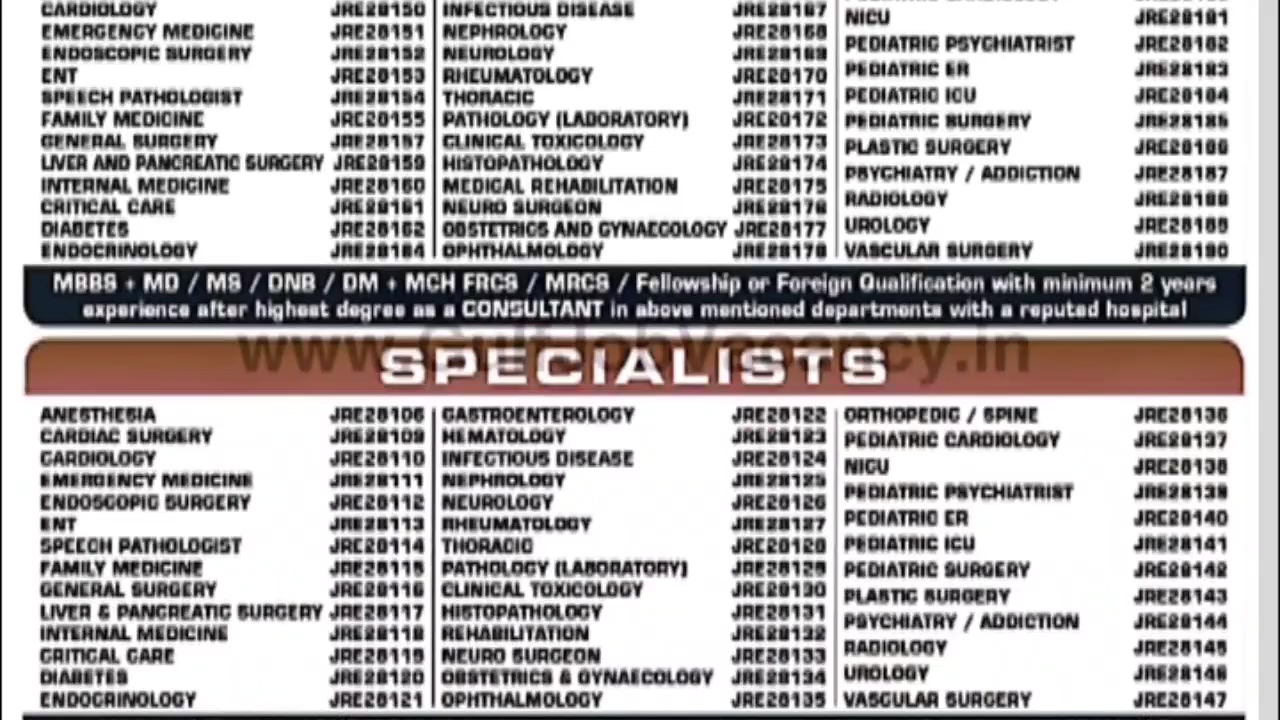 CARDIOLOGY JRE28150
EMERGENCY MEDICINE JRE28151
ENDOSCOPIC SURGERY JRE28152
ENT JRE28153
SPEECH PATHOLOGIST JRE28154
FAMILY MEDICINE JRE28155
GENERAL SURGERY JRE28157
LIVER AND PANCREATIC SURGERY JRE28159
INTERNAL MEDICINE JRE28160
CRITICAL CARE JRE28161
DIABETES JRE28162
ENDOCRINOLOGY JRE28164
INFECTIOUS DISEASE JRE28167
NEPHROLOGY JRE28168
NEUROLOGY JRE28169
RHEUMATOLOGY JRE28170
THORACIC JRE28171
PATHOLOGY (LABORATORY) JRE28172
CLINICAL TOXICOLOGY JRE28173
HISTOPATHOLOGY JRE28174
MEDICAL REHABILITATION JRE28175
NEURO SURGEON JRE28176
OBSTETRICS AND GYNAECOLOGY JRE28177
OPHTHALMOLOGY JRE28178
NICU JRE28181
PEDIATRIC PSYCHIATRIST JRE28182
PEDIATRIC ER JRE28183
PEDIATRIC ICU JRE28184
PEDIATRIC SURGERY JRE28185
PLASTIC SURGERY JRE28186
PSYCHIATRY / ADDICTION JRE28187
RADIOLOGY JRE28188
UROLOGY JRE28189
VASCULAR SURGERY JRE28190
MBBS + MD / MS / DNB / DM + MCH FRCS / MRCS / Fellowship or Foreign Qualification with minimum 2 years
experience after highest degree as a CONSULTANT in above mentioned departments with a reputed hospital
www.GulfJobVacancy.in
SPECIALISTS
ANESTHESIA JRE28106
CARDIAC SURGERY JRE28109
CARDIOLOGY JRE28110
EMERGENCY MEDICINE JRE28111
ENDOSCOPIC SURGERY JRE28112
ENT JRE28113
SPEECH PATHOLOGIST JRE28114
FAMILY MEDICINE JRE28115
GENERAL SURGERY JRE28116
LIVER & PANCREATIC SURGERY JRE28117
INTERNAL MEDICINE JRE28118
CRITICAL CARE JRE28119
DIABETES JRE28120
ENDOCRINOLOGY JRE28121
GASTROENTEROLOGY JRE28122
HEMATOLOGY JRE28123
INFECTIOUS DISEASE JRE28124
NEPHROLOGY JRE28125
NEUROLOGY JRE28126
RHEUMATOLOGY JRE28127
THORACIC JRE28128
PATHOLOGY (LABORATORY) JRE28129
CLINICAL TOXICOLOGY JRE28130
HISTOPATHOLOGY JRE28131
REHABILITATION JRE28132
NEURO SURGEON JRE28133
OBSTETRICS & GYNAECOLOGY JRE28134
OPHTHALMOLOGY JRE28135
ORTHOPEDIC / SPINE JRE28136
PEDIATRIC CARDIOLOGY JRE28137
NICU JRE28138
PEDIATRIC PSYCHIATRIST JRE28139
PEDIATRIC ER JRE28140
PEDIATRIC ICU JRE28141
PEDIATRIC SURGERY JRE28142
PLASTIC SURGERY JRE28143
PSYCHIATRY / ADDICTION JRE28144
RADIOLOGY JRE28145
UROLOGY JRE28146
VASCULAR SURGERY JRE28147